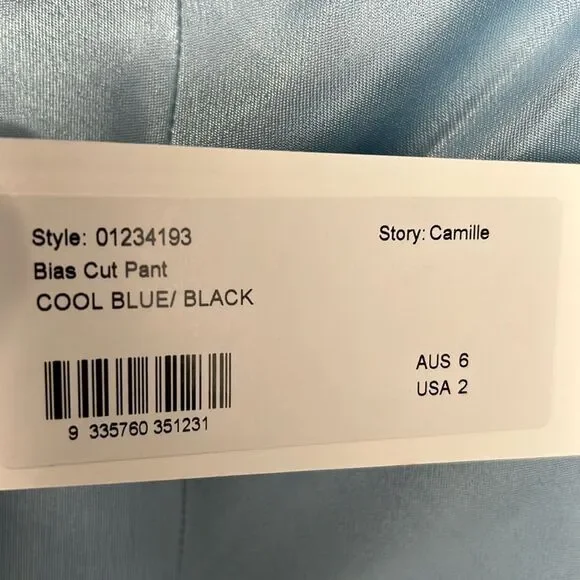 Style: 01234193
Story: Camille
Bias Cut Pant
COOL BLUE/ BLACK
AUS 6
USA 2
9 335760 351231